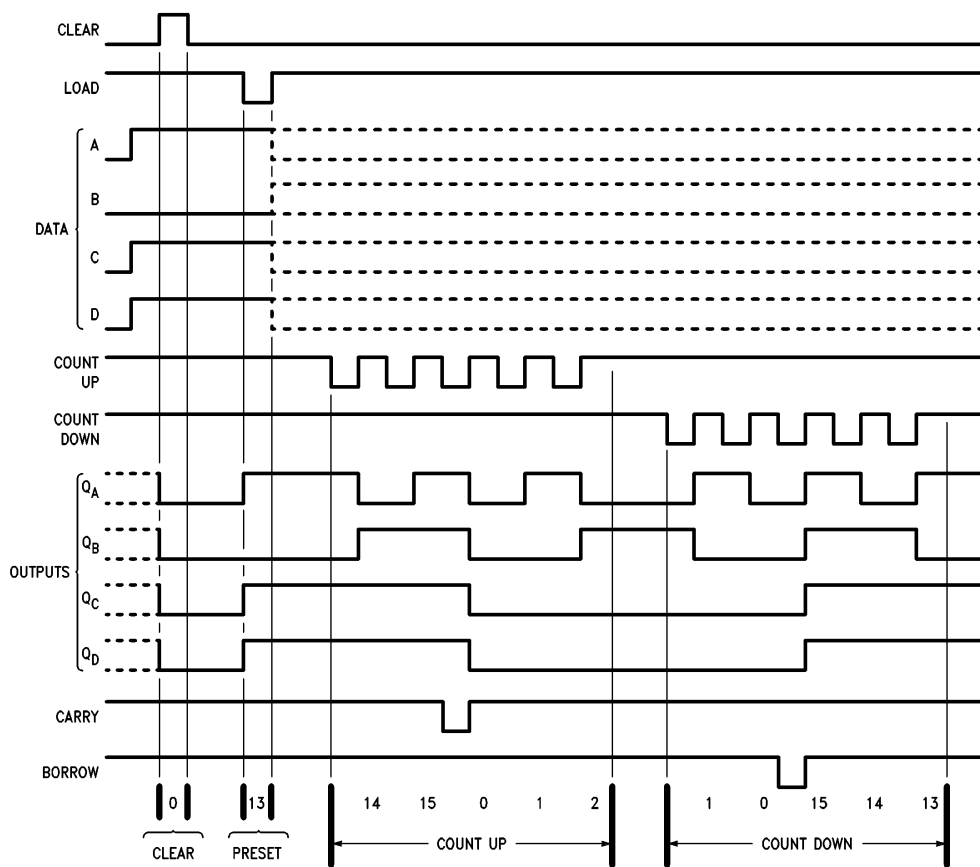 CLEAR
LOAD
A
B
DATA
C
D
COUNT
UP
COUNT
DOWN
QA
QB
OUTPUTS
QC
QD
CARRY
BORROW
0 13 14 15 0 1 2 1 0 15 14 13
CLEAR PRESET COUNT UP COUNT DOWN